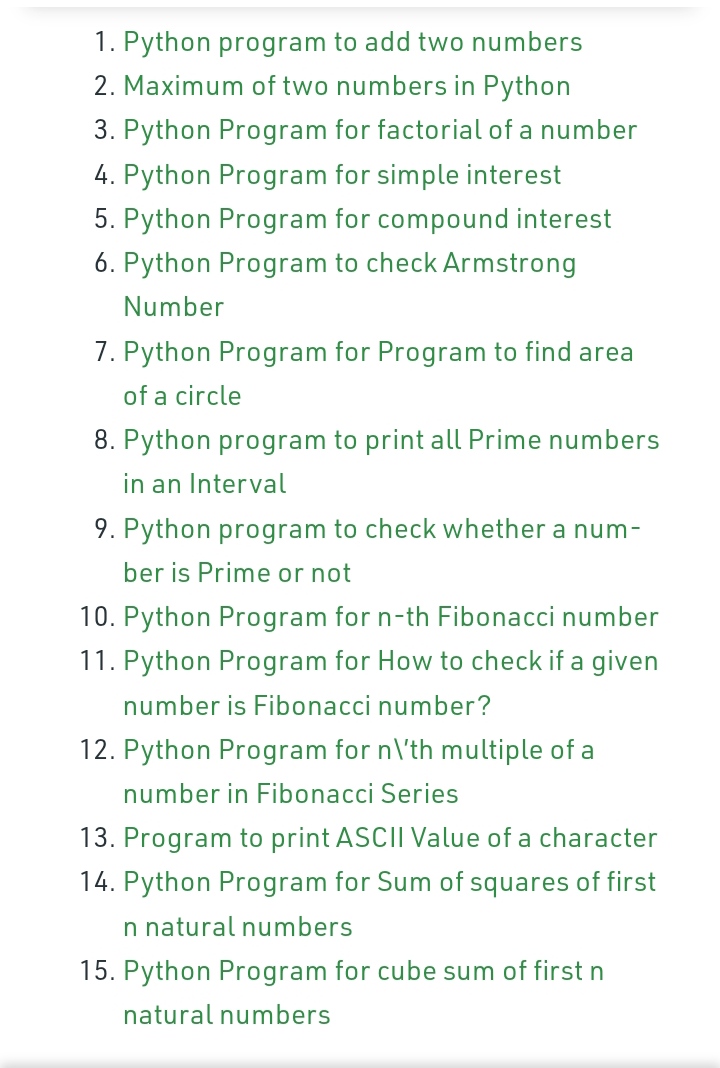 1. Python program to add two numbers
2. Maximum of two numbers in Python
3. Python Program for factorial of a number
4. Python Program for simple interest
5. Python Program for compound interest
6. Python Program to check Armstrong
Number
7. Python Program for Program to find area
of a circle
8. Python program to print all Prime numbers
in an Interval
9. Python program to check whether a num-
ber is Prime or not
10. Python Program for n-th Fibonacci number
11. Python Program for How to check if a given
number is Fibonacci number?
12. Python Program for n\'th multiple of a
number in Fibonacci Series
13. Program to print ASCII Value of a character
14. Python Program for Sum of squares of first
n natural numbers
15. Python Program for cube sum of first n
natural numbers